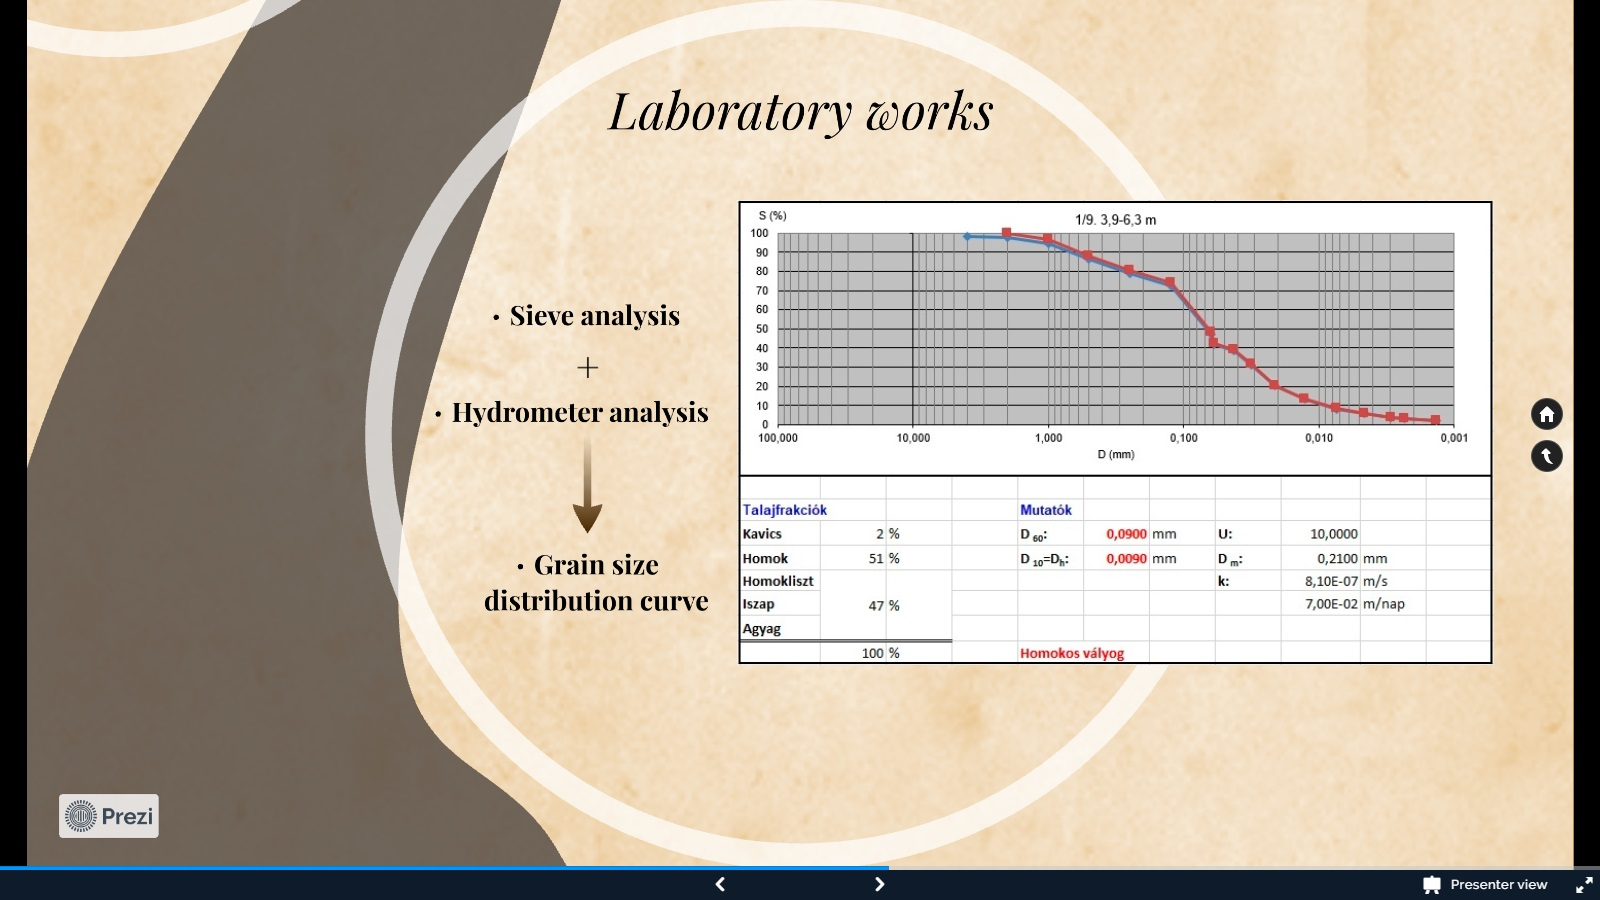 Laboratory works
• Sieve analysis
+
• Hydrometer analysis
• Grain size
distribution curve
S (%)
1/9. 3,9-6,3 m
100
90
80
70
60
50
40
30
20
10
0
100,000 10,000 1,000 0,100 0,010 0,001
D (mm)
Talajfrakciók Mutatók
Kavics 2 % D 60: 0,0900 mm U: 10,0000
Homok 51 % D 10=Dh: 0,0090 mm D m: 0,2100 mm
Homokliszt k: 8,10E-07 m/s
Iszap 47 % 7,00E-02 m/nap
Agyag
100 % Homokos vályog
Prezi
Presenter view